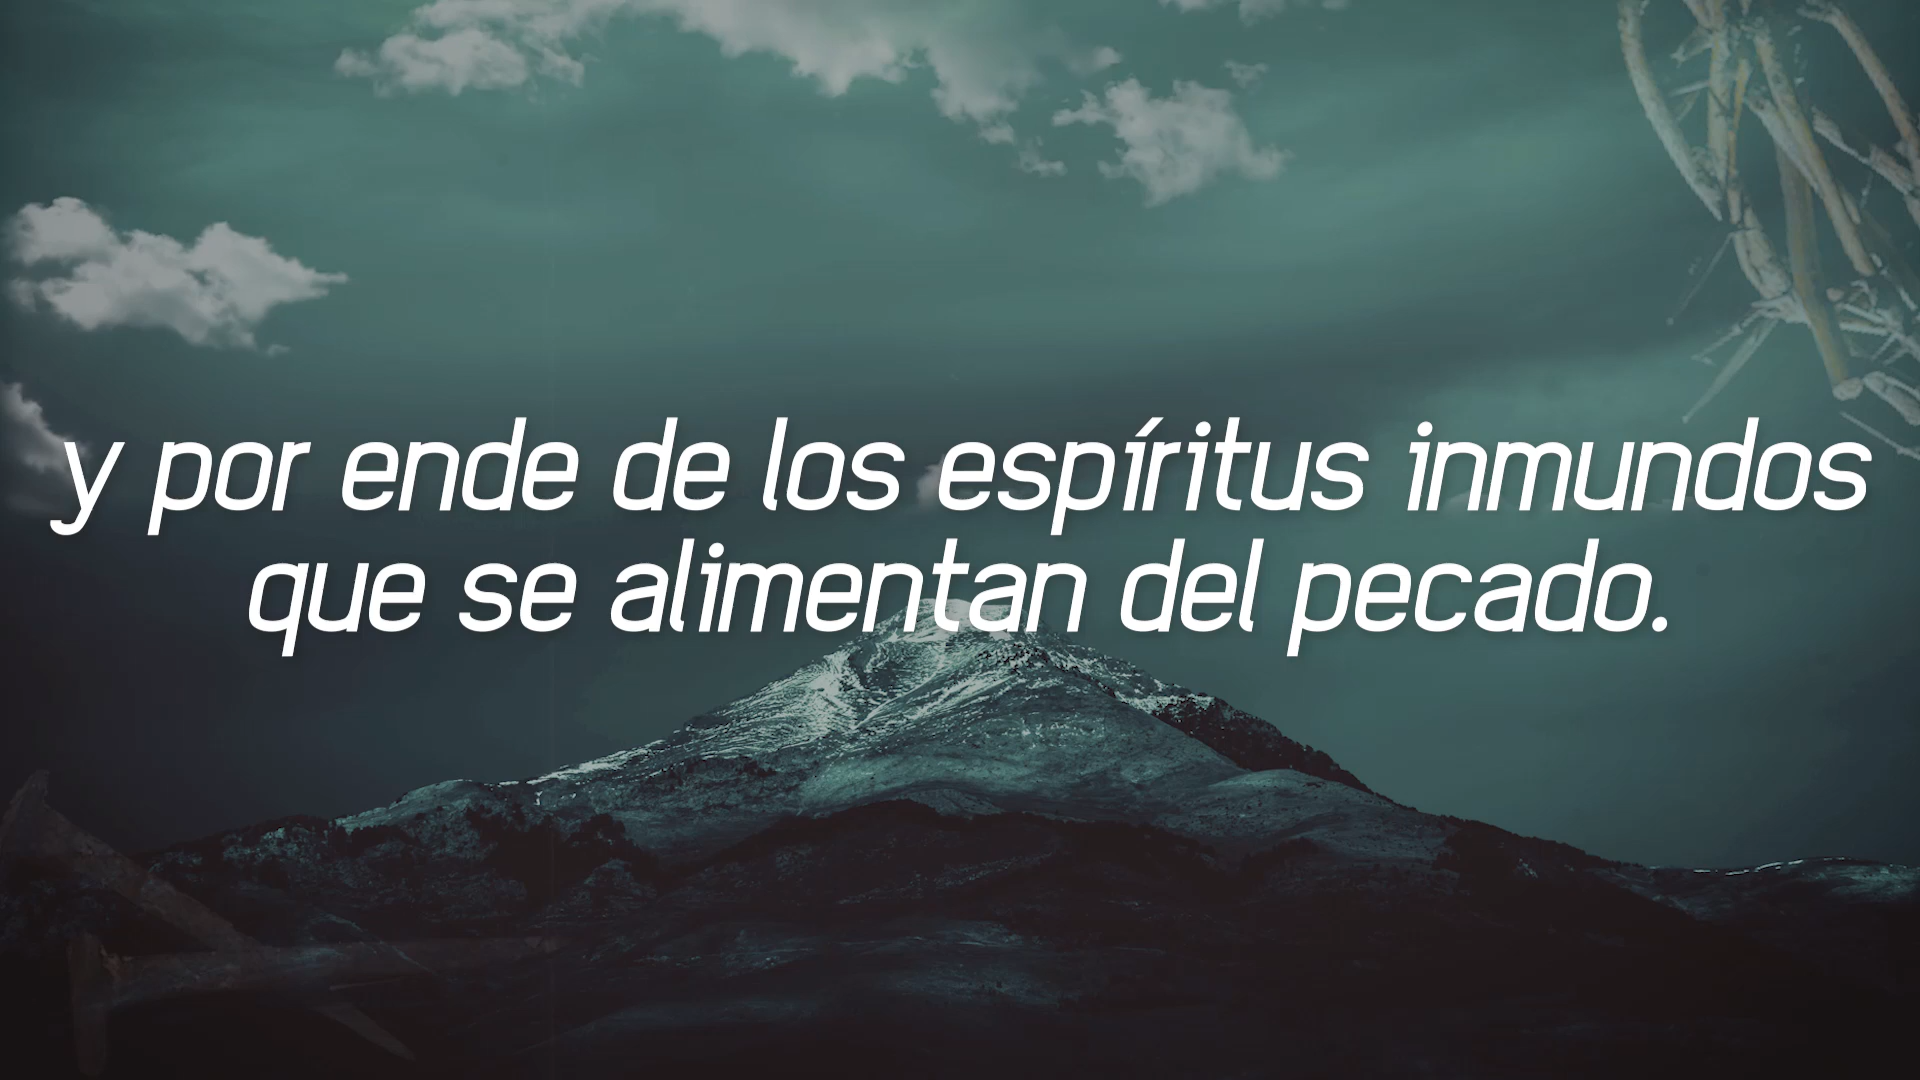 y por ende de los espíritus inmundos
que se alimentan del pecado.